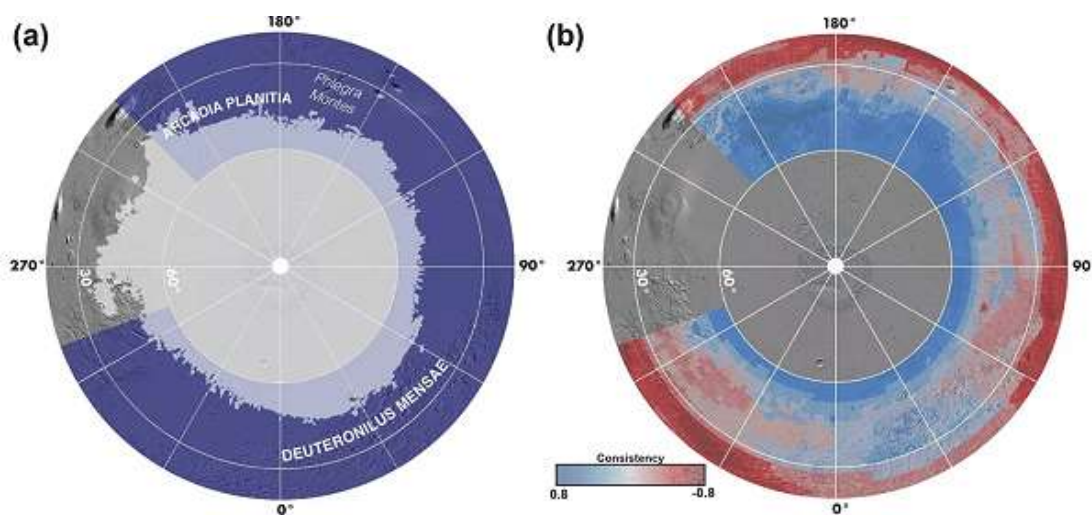 (a)
180°
ARCADIA PLANITIA
Phlegra
Montes
270°
30°
60°
90°
DEUTERONILUS MENSAE
0°
(b)
180°
270°
30°
60°
90
Consistency
0.8
-0.8
0°